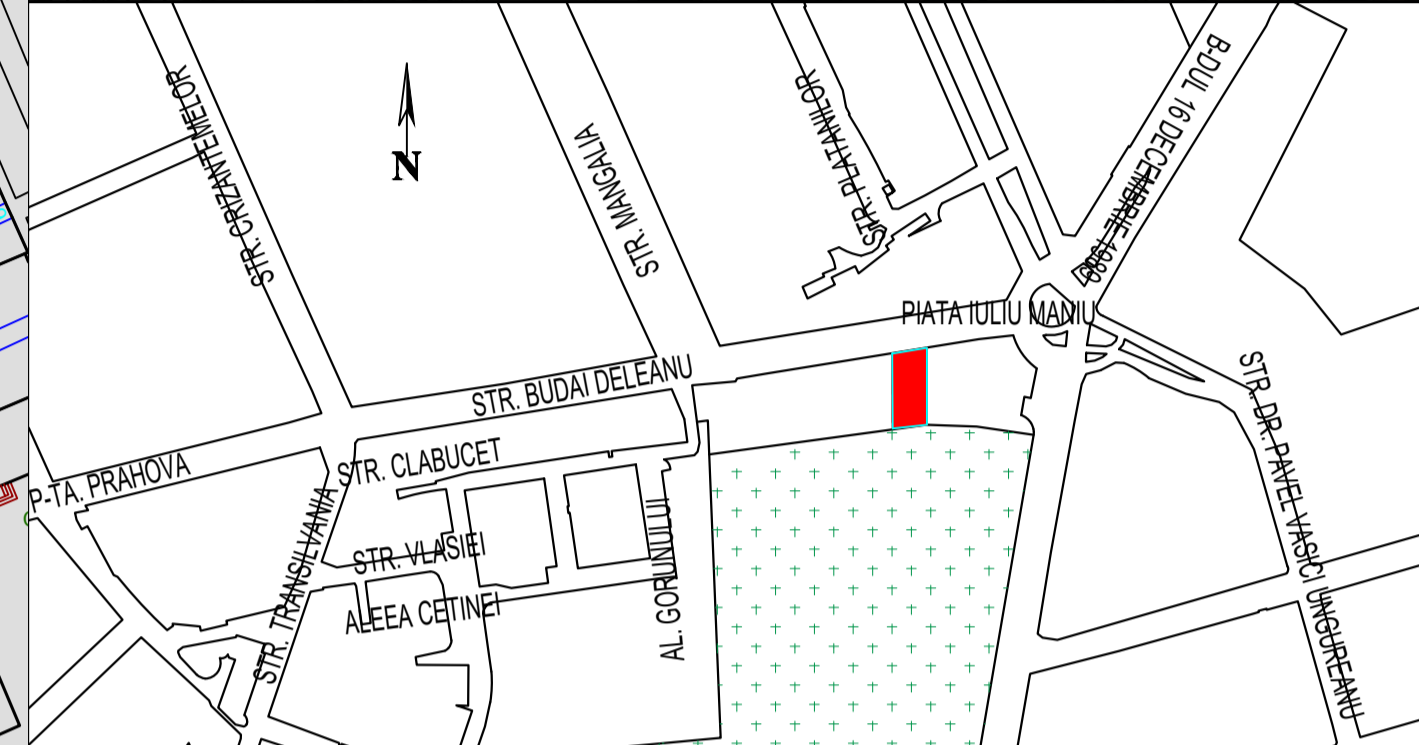 B-DUL 16 DECEMBRIE 1989
STR. CRIZANTEMELOR
STR. PLATANILOR
STR. MANGALIA
N
PIATA IULIU MANIU
STR. BUDAI DELEANU
STR. DR. PAVEL VASICI UNGUREANU
STR. CLABUCET
P-TA. PRAHOVA
STR. TRANSILVANIA
AL. GORUNULUI
STR. VLASIEI
ALEEA CETINEI